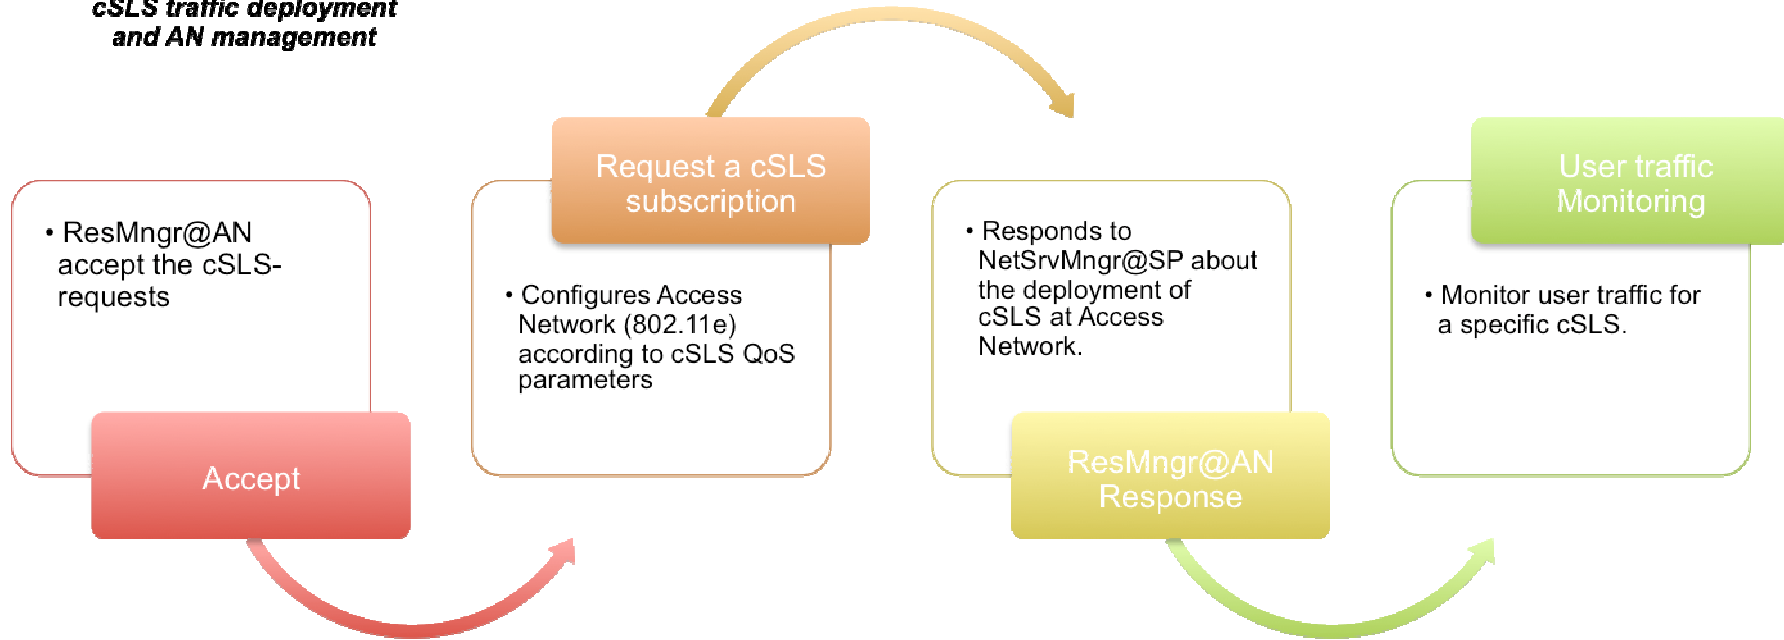 cSLS traffic deployment
and AN management
• ResMngr@AN
accept the cSLS-
requests
Accept
Request a cSLS
subscription
• Configures Access
Network (802.11e)
according to cSLS QoS
parameters
• Responds to
NetSrvMngr@SP about
the deployment of
cSLS at Access
Network.
ResMngr@AN
Response
User traffic
Monitoring
• Monitor user traffic for
a specific cSLS.